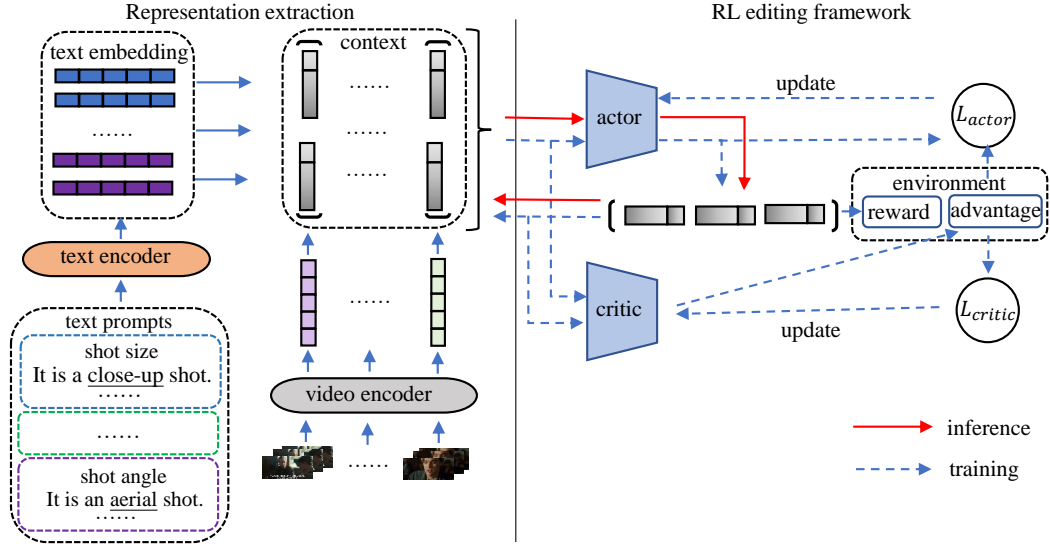 Representation extraction
RL editing framework
text embedding
......
context
......
......
text encoder
text prompts
shot size
It is a close-up shot.
......
......
shot angle
It is an aerial shot.
......
......
video encoder
......
actor
update
L_actor
environment
reward
advantage
critic
update
L_critic
inference
training